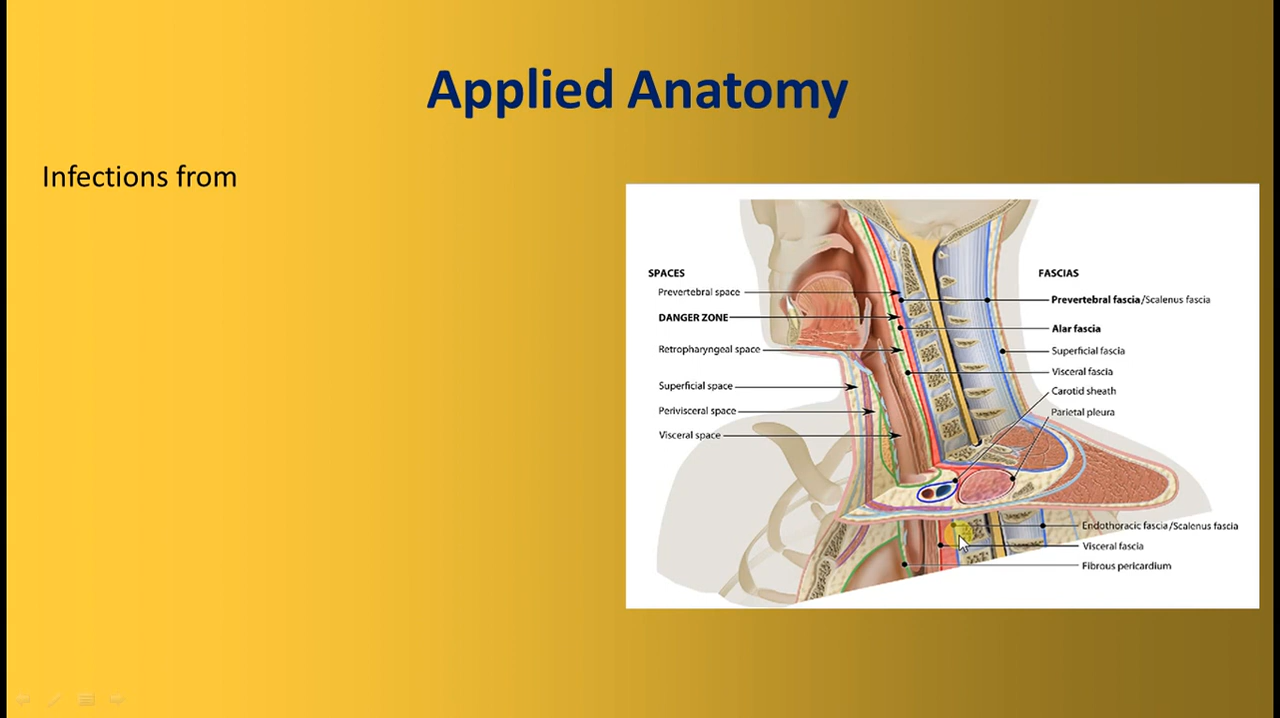 Applied Anatomy
Infections from
SPACES
Prevertebral space
DANGER ZONE
Retropharyngeal space
Superficial space
Perivisceral space
Visceral space
FASCIAS
Prevertebral fascia/Scalenus fascia
Alar fascia
Superficial fascia
Visceral fascia
Carotid sheath
Parietal pleura
Endothoracic fascia/Scalenus fascia
Visceral fascia
Fibrous pericardium